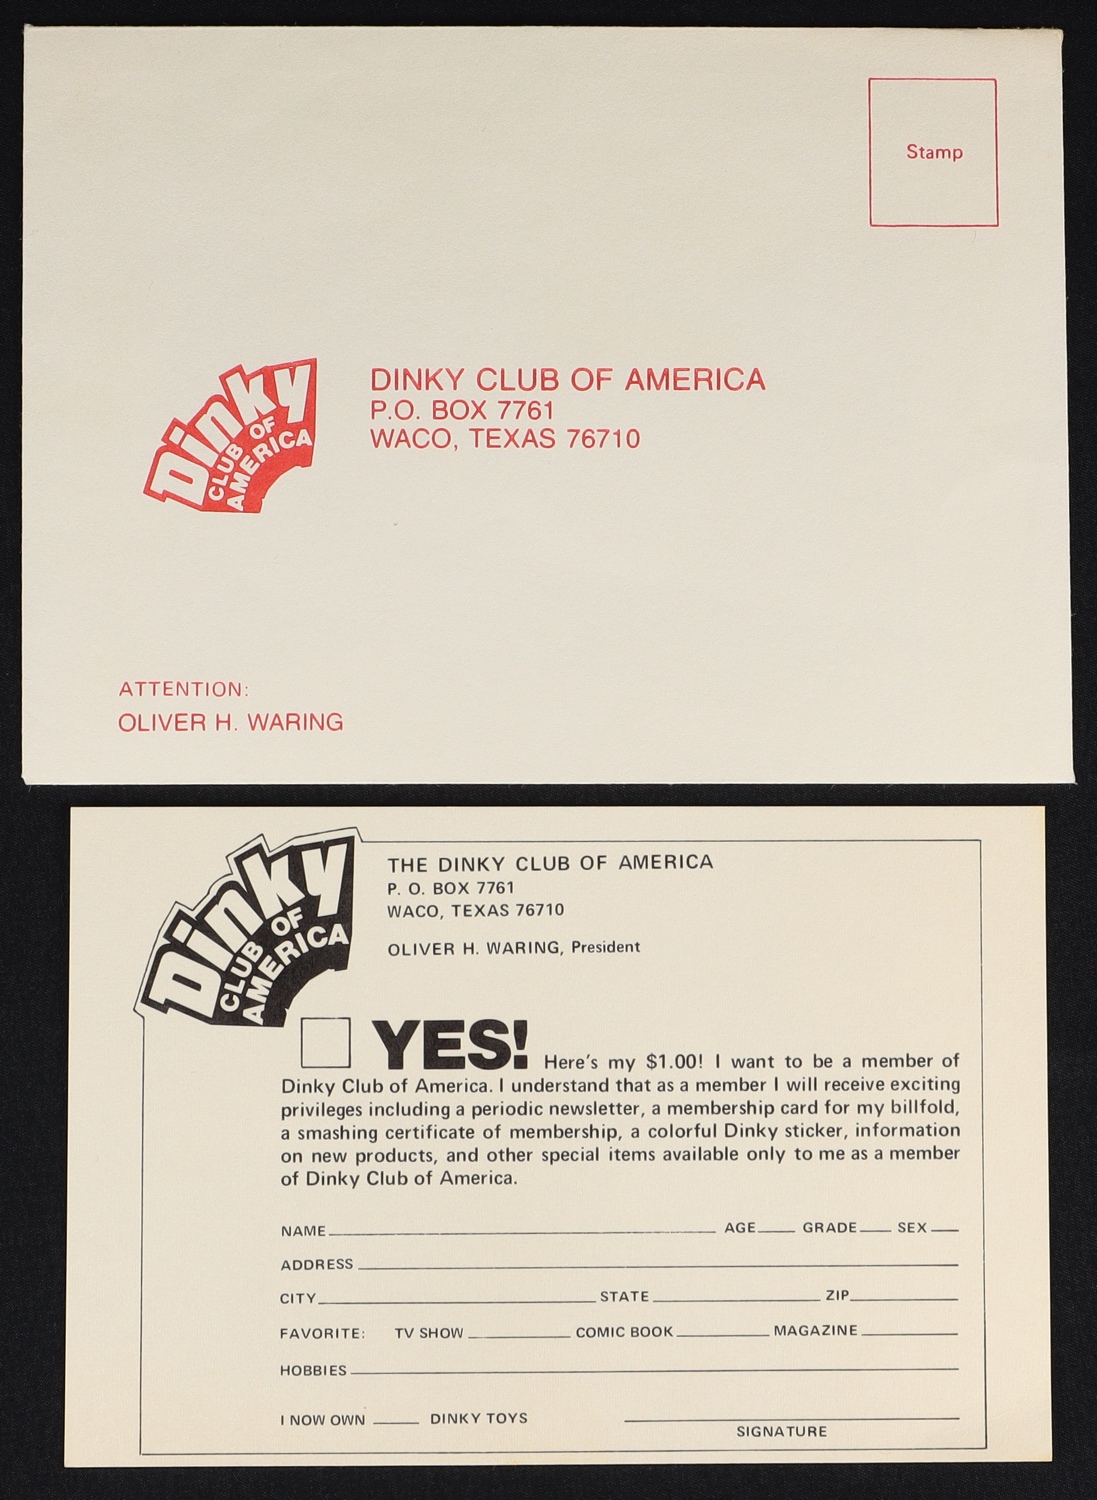 Stamp
Dinky
CLUB OF
AMERICA
DINKY CLUB OF AMERICA
P.O. BOX 7761
WACO, TEXAS 76710
ATTENTION:
OLIVER H. WARING
Dinky
CLUB OF
AMERICA
THE DINKY CLUB OF AMERICA
P. O. BOX 7761
WACO, TEXAS 76710
OLIVER H. WARING, President
YES! Here's my $1.00! I want to be a member of
Dinky Club of America. I understand that as a member I will receive exciting
privileges including a periodic newsletter, a membership card for my billfold,
a smashing certificate of membership, a colorful Dinky sticker, information
on new products, and other special items available only to me as a member
of Dinky Club of America.
NAME AGE GRADE SEX
ADDRESS
CITY STATE ZIP
FAVORITE: TV SHOW COMIC BOOK MAGAZINE
HOBBIES
I NOW OWN DINKY TOYS
SIGNATURE